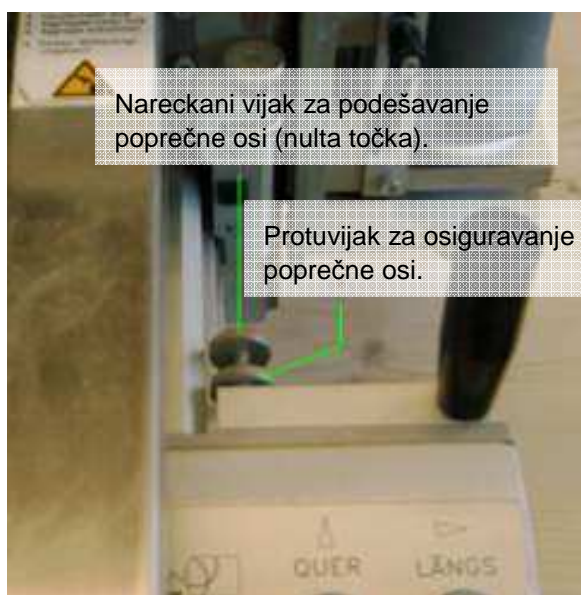 Nareckani vijak za podešavanje
poprečne osi (nulta točka).
Protuvijak za osiguravanje
poprečne osi.
QUER
LÄNGS